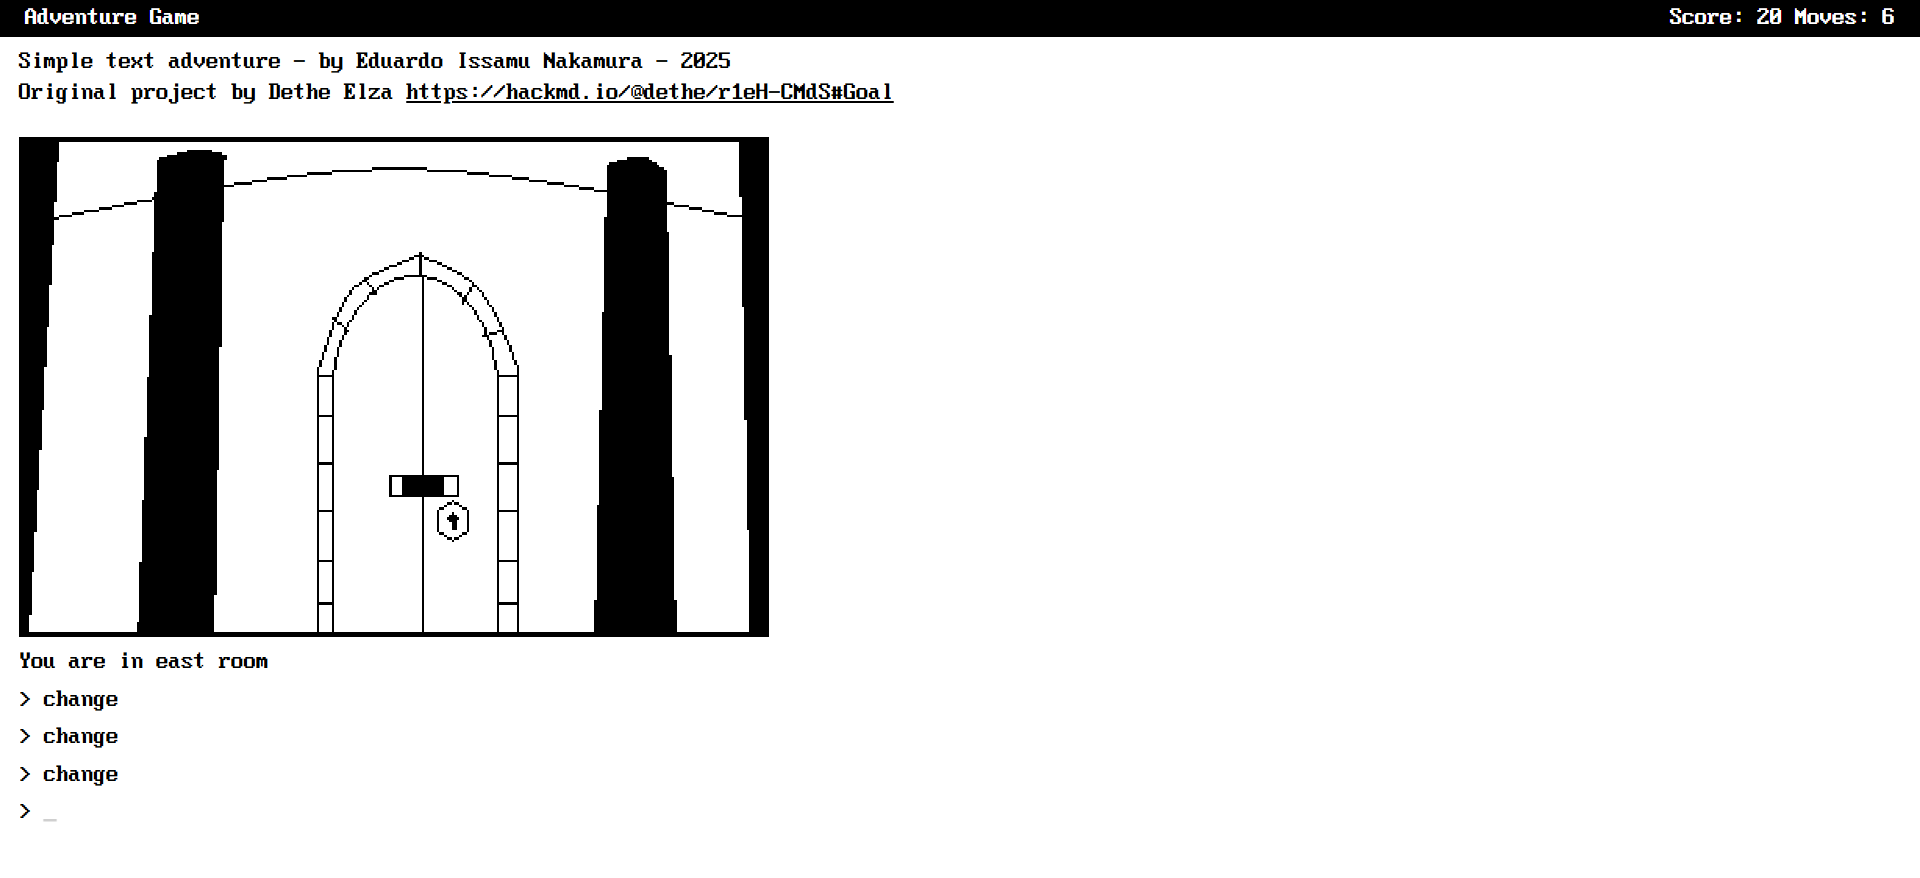 Adventure Game
Score: 20 Moves: 6
Simple text adventure - by Eduardo Issamu Nakamura - 2025
Original project by Dethe Elza https://hackmd.io/@dethe/r1eH-CMdS#Goal
You are in east room
> change
> change
> change
> _